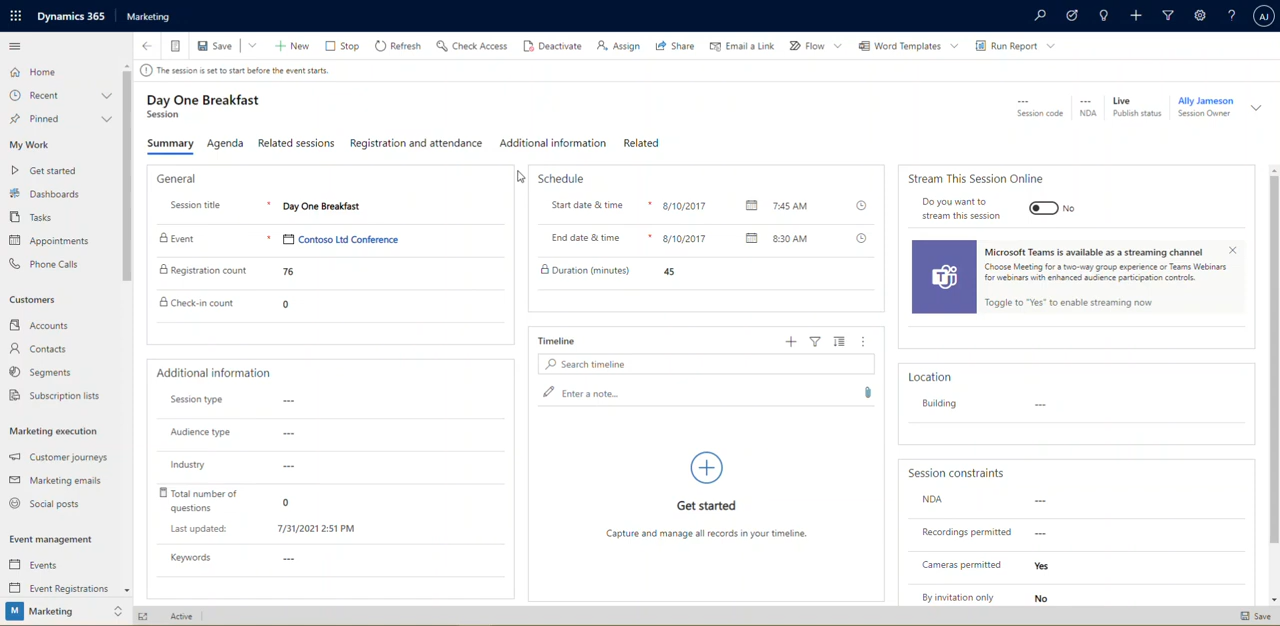 Dynamics 365 Marketing
AJ
Save New Stop Refresh Check Access Deactivate Assign Share Email a Link Flow Word Templates Run Report
The session is set to start before the event starts.
Home
Recent
Pinned
My Work
Get started
Dashboards
Tasks
Appointments
Phone Calls
Customers
Accounts
Contacts
Segments
Subscription lists
Marketing execution
Customer journeys
Marketing emails
Social posts
Event management
Events
Event Registrations
M Marketing
Day One Breakfast
Session
---
Session code
---
NDA
Live
Publish status
Ally Jameson
Session Owner
Summary Agenda Related sessions Registration and attendance Additional information Related
General
Session title * Day One Breakfast
Event * Contoso Ltd Conference
Registration count 76
Check-in count 0
Additional information
Session type ---
Audience type ---
Industry ---
Total number of
questions 0
Last updated: 7/31/2021 2:51 PM
Keywords ---
Schedule
Start date & time * 8/10/2017 7:45 AM
End date & time * 8/10/2017 8:30 AM
Duration (minutes) 45
Timeline
Search timeline
Enter a note...
Get started
Capture and manage all records in your timeline.
Stream This Session Online
Do you want to
stream this session No
Microsoft Teams is available as a streaming channel
Choose Meeting for a two-way group experience or Teams Webinars
for webinars with enhanced audience participation controls.
Toggle to "Yes" to enable streaming now
Location
Building ---
Session constraints
NDA ---
Recordings permitted ---
Cameras permitted Yes
By invitation only No
Active
Save